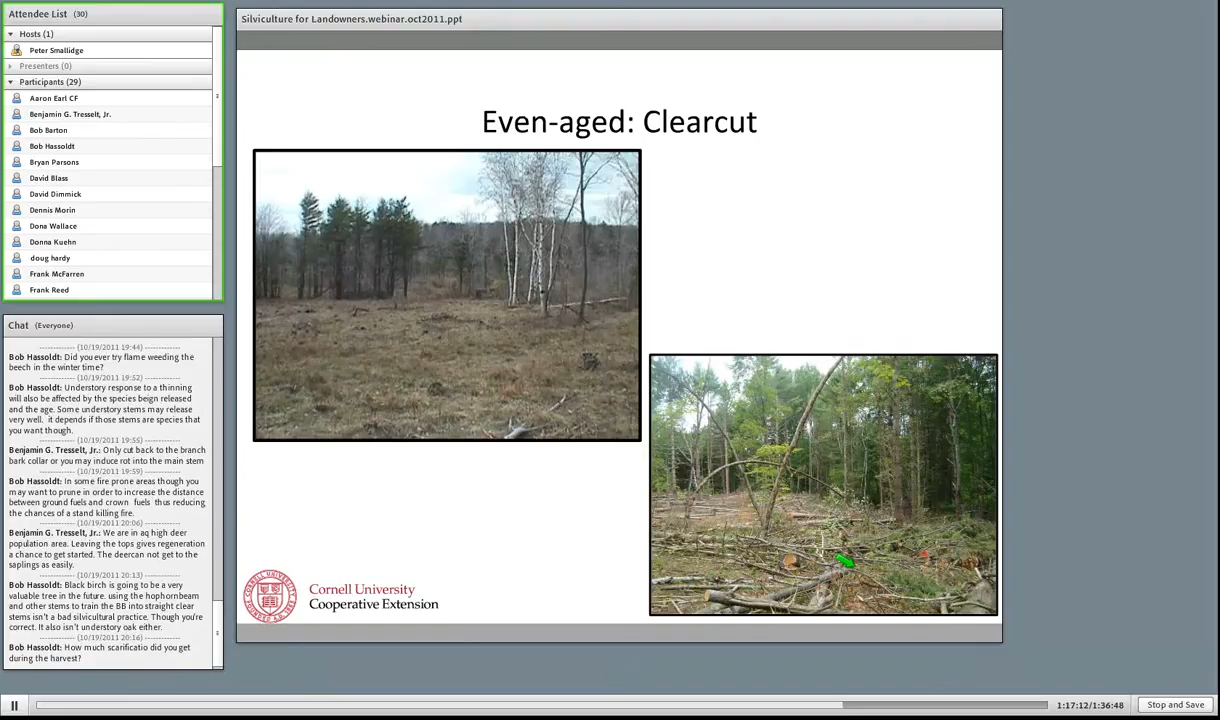 Attendee List (30)
Hosts (1)
Peter Smallidge
Presenters (0)
Participants (29)
Aaron Earl CF
Benjamin G. Tresselt, Jr.
Bob Barton
Bob Hassoldt
Bryan Parsons
David Blass
David Dimmick
Dennis Morin
Dona Wallace
Donna Kuehn
doug hardy
Frank McFarren
Frank Reed
Chat (Everyone)
------------- (10/19/2011 19:44) -------------
Bob Hassoldt: Did you ever try flame weeding the
beech in the winter time?
------------- (10/19/2011 19:52) -------------
Bob Hassoldt: Understory response to a thinning
will also be affected by the species beign released
and the age. Some understory stems may release
very well.  it depends if those stems are species that
you want though.
------------- (10/19/2011 19:55) -------------
Benjamin G. Tresselt, Jr.: Only cut back to the branch
bark collar or you may induce rot into the main stem
------------- (10/19/2011 19:59) -------------
Bob Hassoldt: In some fire prone areas though you
may want to prune in order to increase the distance
between ground fuels and crown  fuels  thus reducing
the chances of a stand killing fire.
------------- (10/19/2011 20:06) -------------
Benjamin G. Tresselt, Jr.: We are in aq high deer
population area. Leaving the tops gives regeneration
a chance to get started. The deercan not get to the
saplings as easily.
------------- (10/19/2011 20:13) -------------
Bob Hassoldt: Black birch is going to be a very
valuable tree in the future. using the hophornbeam
and other stems to train the BB into straight clear
stems isn't a bad silvicultural practice. Though you're
correct. It also isn't understory oak either.
------------- (10/19/2011 20:16) -------------
Bob Hassoldt: How much scarificatio did you get
during the harvest?
Silviculture for Landowners.webinar.oct2011.ppt
Even-aged: Clearcut
Cornell University
Cooperative Extension
1:17:12/1:36:48
Stop and Save